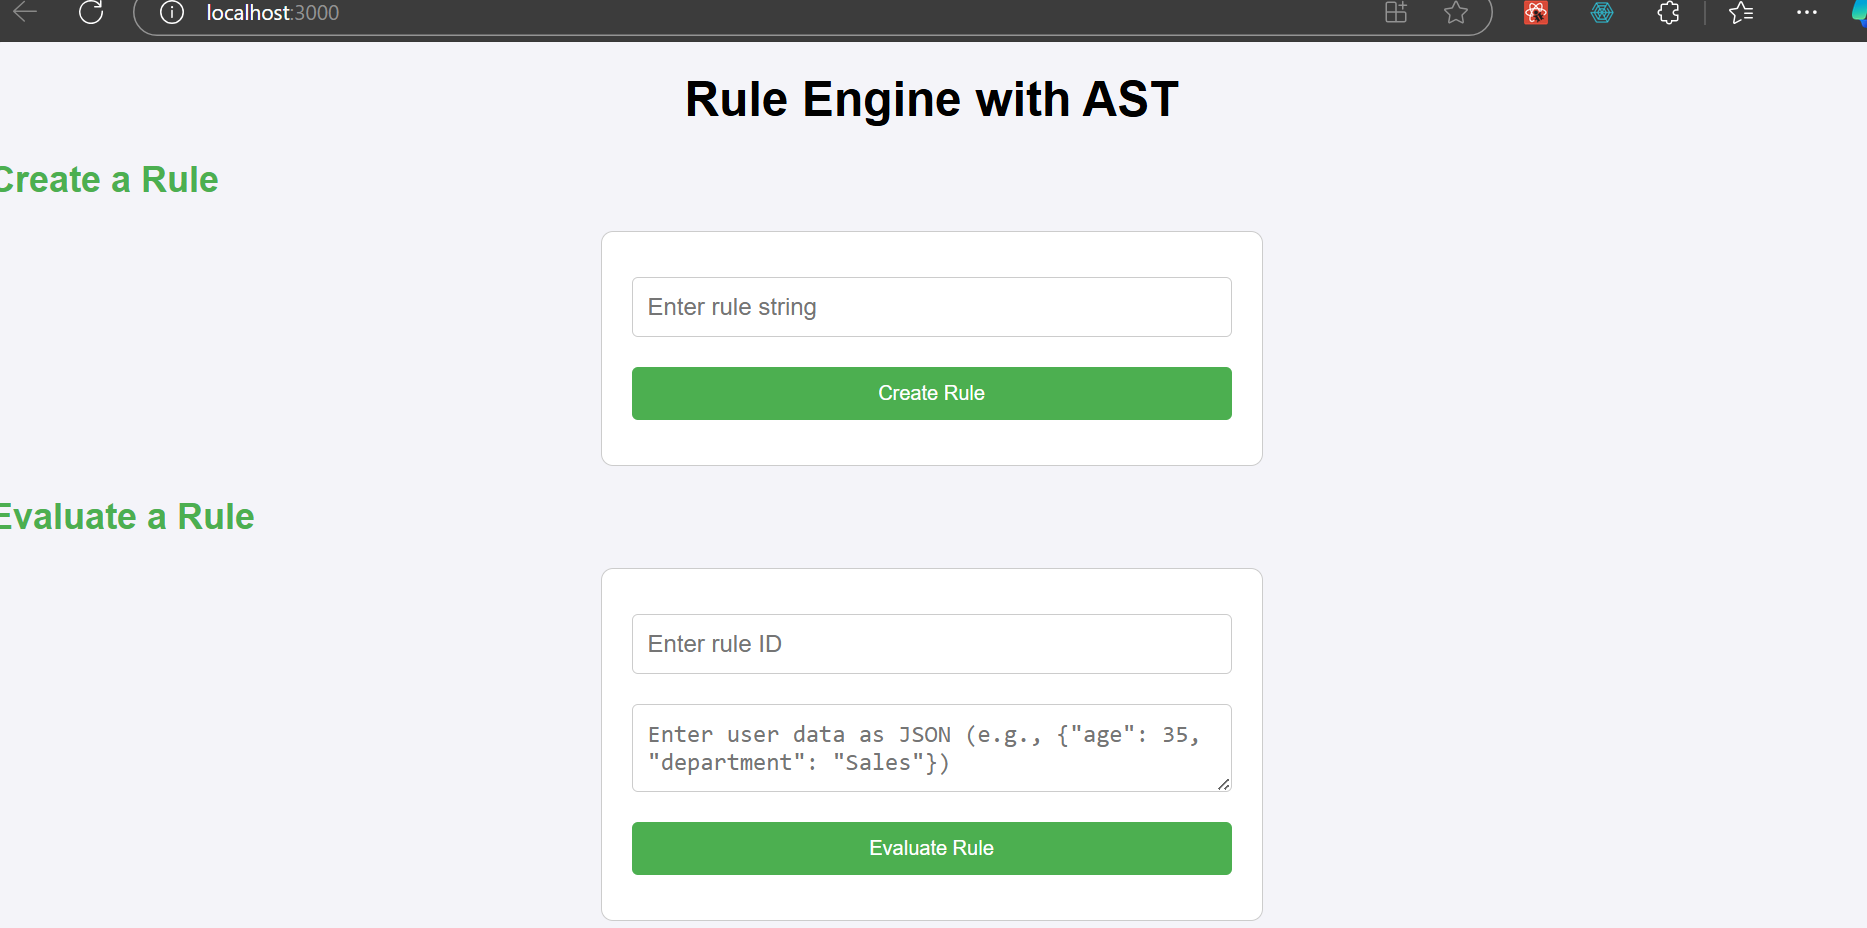 localhost:3000
Rule Engine with AST
Create a Rule
Enter rule string
Create Rule
Evaluate a Rule
Enter rule ID
Enter user data as JSON (e.g., {"age": 35,
"department": "Sales"})
Evaluate Rule